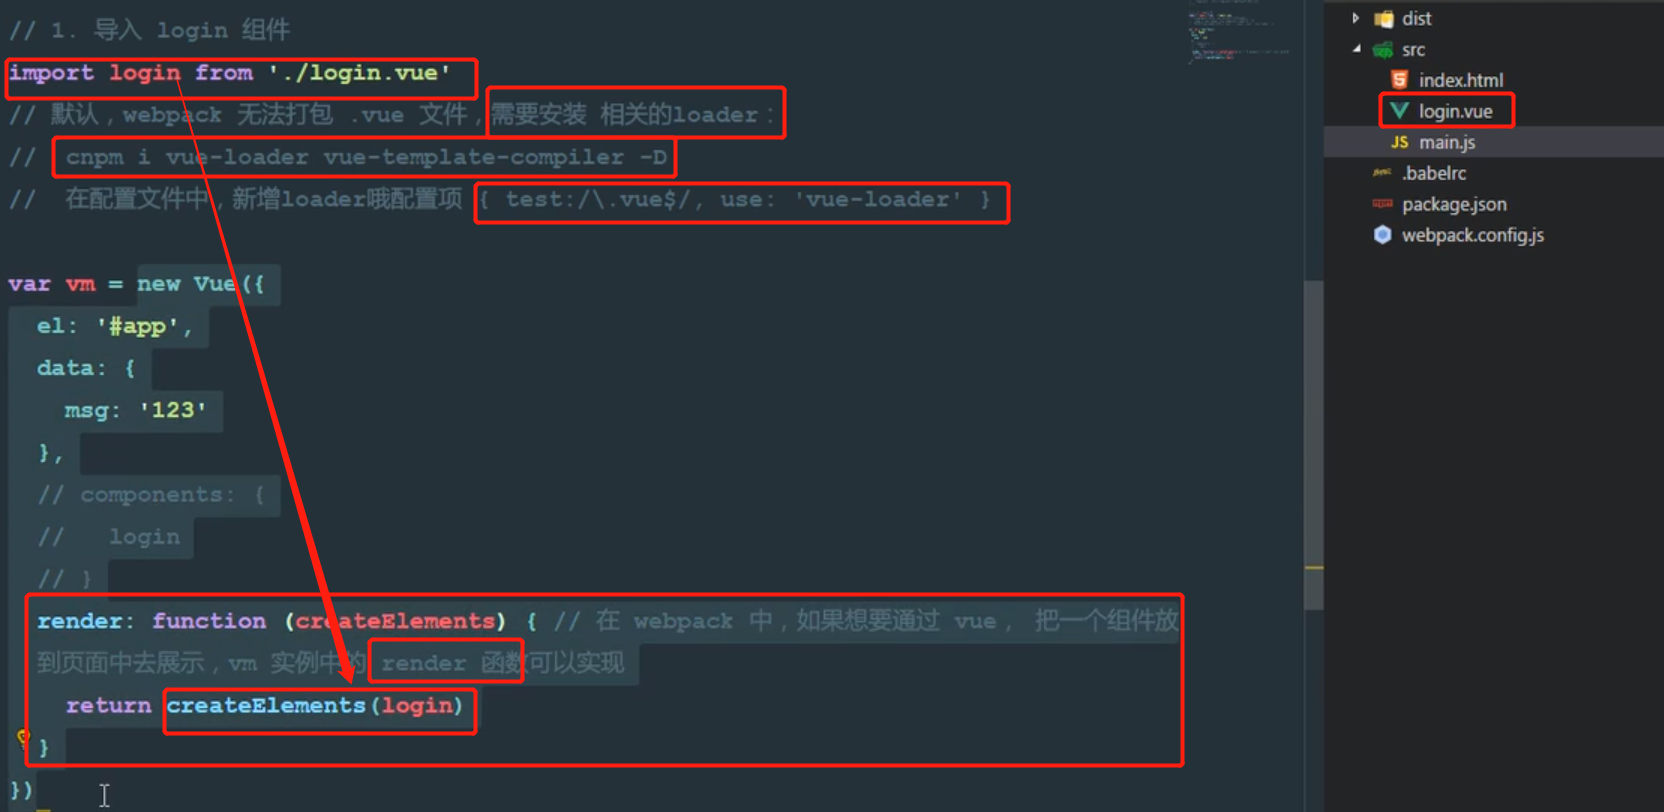 // 1. 导入 login 组件
import login from './login.vue'
// 默认，webpack 无法打包 .vue 文件，需要安装 相关的loader：
//  cnpm i vue-loader vue-template-compiler -D
//  在配置文件中，新增loader哦配置项 { test:/\.vue$/, use: 'vue-loader' }
var vm = new Vue({
el: '#app',
data: {
msg: '123'
},
// components: {
//   login
// }
render: function (createElements) { // 在 webpack 中，如果想要通过 vue， 把一个组件放
到页面中去展示，vm 实例中的 render 函数可以实现
return createElements(login)
}
})
dist
src
index.html
login.vue
JS main.js
.babelrc
package.json
webpack.config.js